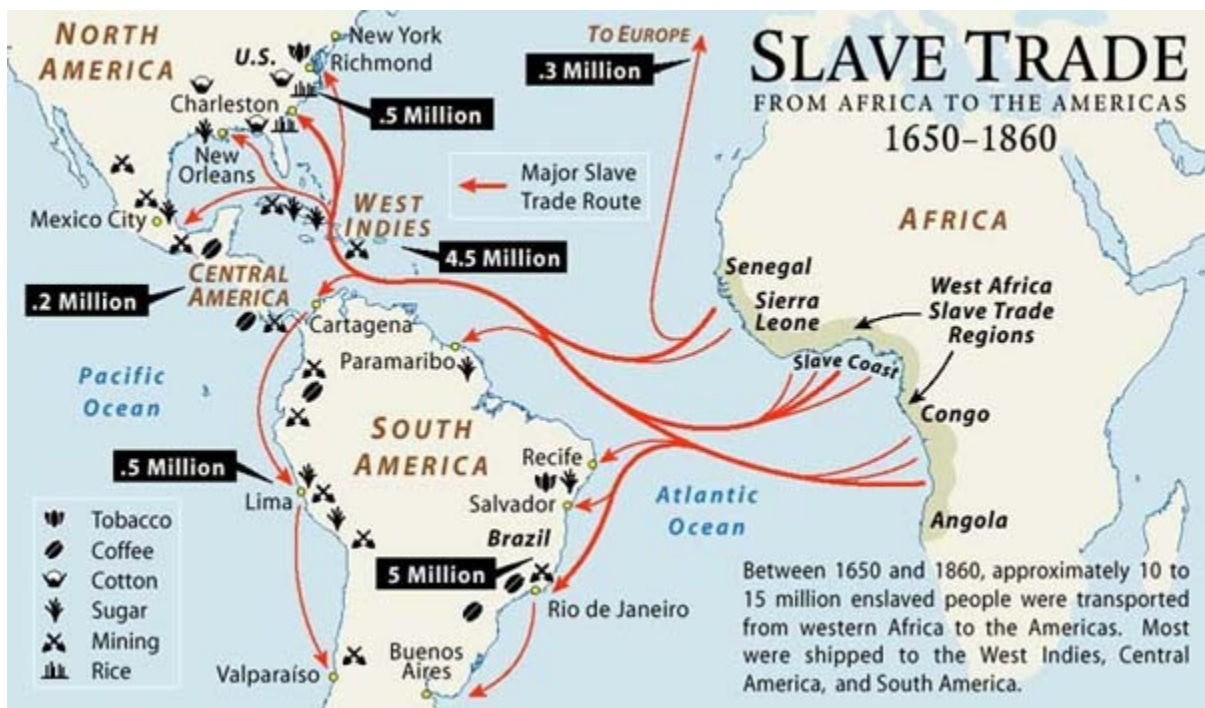 SLAVE TRADE
FROM AFRICA TO THE AMERICAS
1650–1860
NORTH
AMERICA
U.S.
New York
Richmond
Charleston
.5 Million
New
Orleans
Mexico City
WEST
INDIES
4.5 Million
CENTRAL
AMERICA
.2 Million
TO EUROPE
.3 Million
Major Slave
Trade Route
AFRICA
Senegal
Sierra
Leone
West Africa
Slave Trade
Regions
Slave Coast
Congo
Angola
Cartagena
Paramaribo
Pacific
Ocean
SOUTH
AMERICA
Recife
Salvador
Brazil
5 Million
Rio de Janeiro
.5 Million
Lima
Atlantic
Ocean
Valparaíso
Buenos
Aires
Tobacco
Coffee
Cotton
Sugar
Mining
Rice
Between 1650 and 1860, approximately 10 to
15 million enslaved people were transported
from western Africa to the Americas. Most
were shipped to the West Indies, Central
America, and South America.